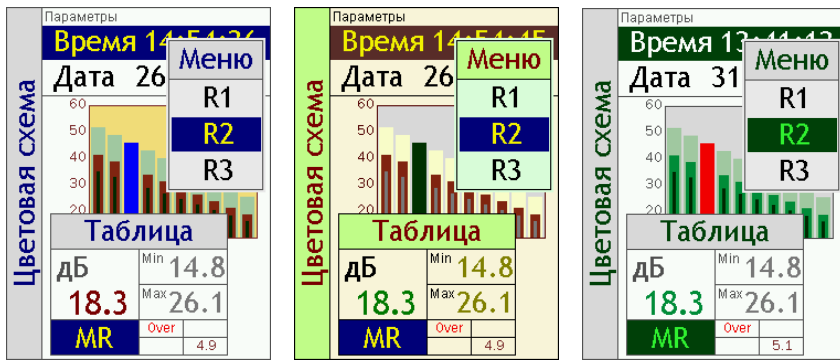 Параметры
Время 14:54:36
Меню
Дата 26
R1
R2
R3
60
50
40
30
20
Цветовая схема
Таблица
дБ
Min 14.8
18.3
Max 26.1
MR
Over
4.9
Параметры
Время 14:54:45
Меню
Дата 26
R1
R2
R3
60
50
40
30
20
Цветовая схема
Таблица
дБ
Min 14.8
18.3
Max 26.1
MR
Over
4.9
Параметры
Время 13:41:12
Меню
Дата 31
R1
R2
R3
60
50
40
30
20
Цветовая схема
Таблица
дБ
Min 14.8
18.3
Max 26.1
MR
Over
5.1